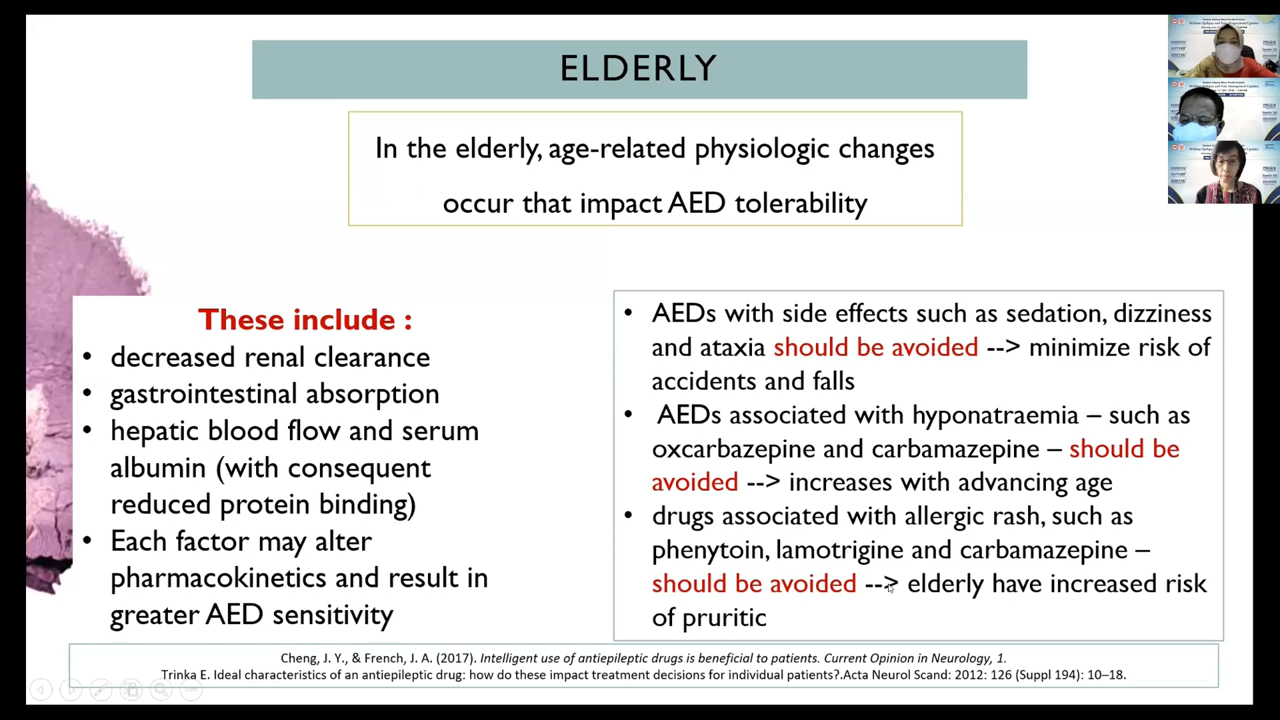 ELDERLY
In the elderly, age-related physiologic changes
occur that impact AED tolerability
These include :
• decreased renal clearance
• gastrointestinal absorption
• hepatic blood flow and serum
albumin (with consequent
reduced protein binding)
• Each factor may alter
pharmacokinetics and result in
greater AED sensitivity
• AEDs with side effects such as sedation, dizziness
and ataxia should be avoided --> minimize risk of
accidents and falls
• AEDs associated with hyponatraemia – such as
oxcarbazepine and carbamazepine – should be
avoided --> increases with advancing age
• drugs associated with allergic rash, such as
phenytoin, lamotrigine and carbamazepine –
should be avoided --> elderly have increased risk
of pruritic
Cheng, J. Y., & French, J. A. (2017). Intelligent use of antiepileptic drugs is beneficial to patients. Current Opinion in Neurology, 1.
Trinka E. Ideal characteristics of an antiepileptic drug: how do these impact treatment decisions for individual patients?.Acta Neurol Scand: 2012: 126 (Suppl 194): 10–18.